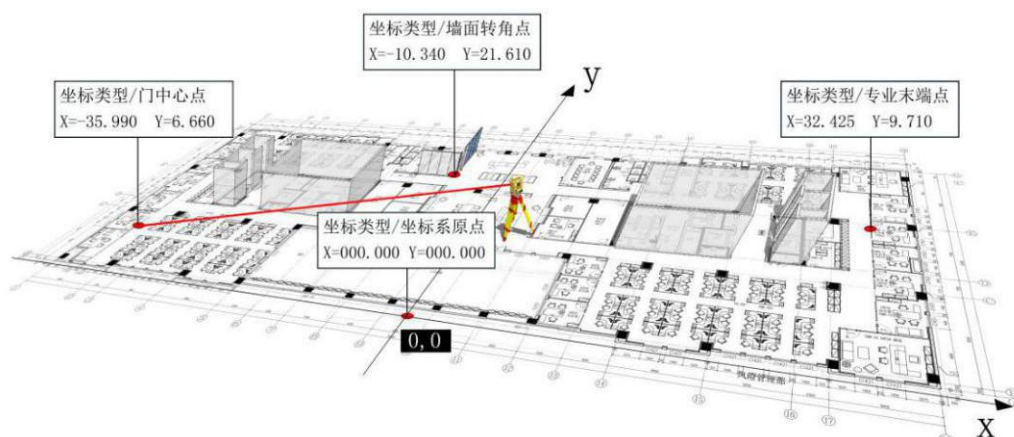 坐标类型/墙面转角点
X=-10.340 Y=21.610
y
坐标类型/门中心点
X=-35.990 Y=6.660
坐标类型/专业末端点
X=32.425 Y=9.710
坐标类型/坐标系原点
X=000.000 Y=000.000
0,0
x